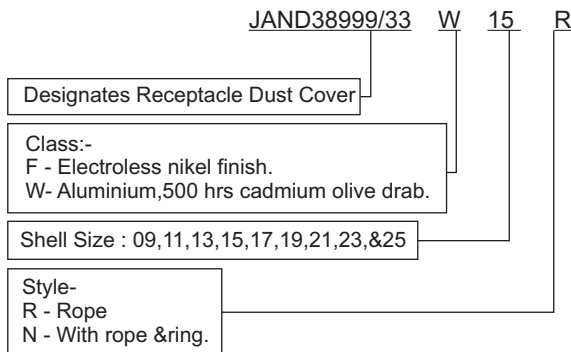 JAND38999/33 W 15 R
Designates Receptacle Dust Cover
Class:-
F - Electroless nikel finish.
W- Aluminium,500 hrs cadmium olive drab.
Shell Size : 09,11,13,15,17,19,21,23,&25
Style-
R - Rope
N - With rope &ring.